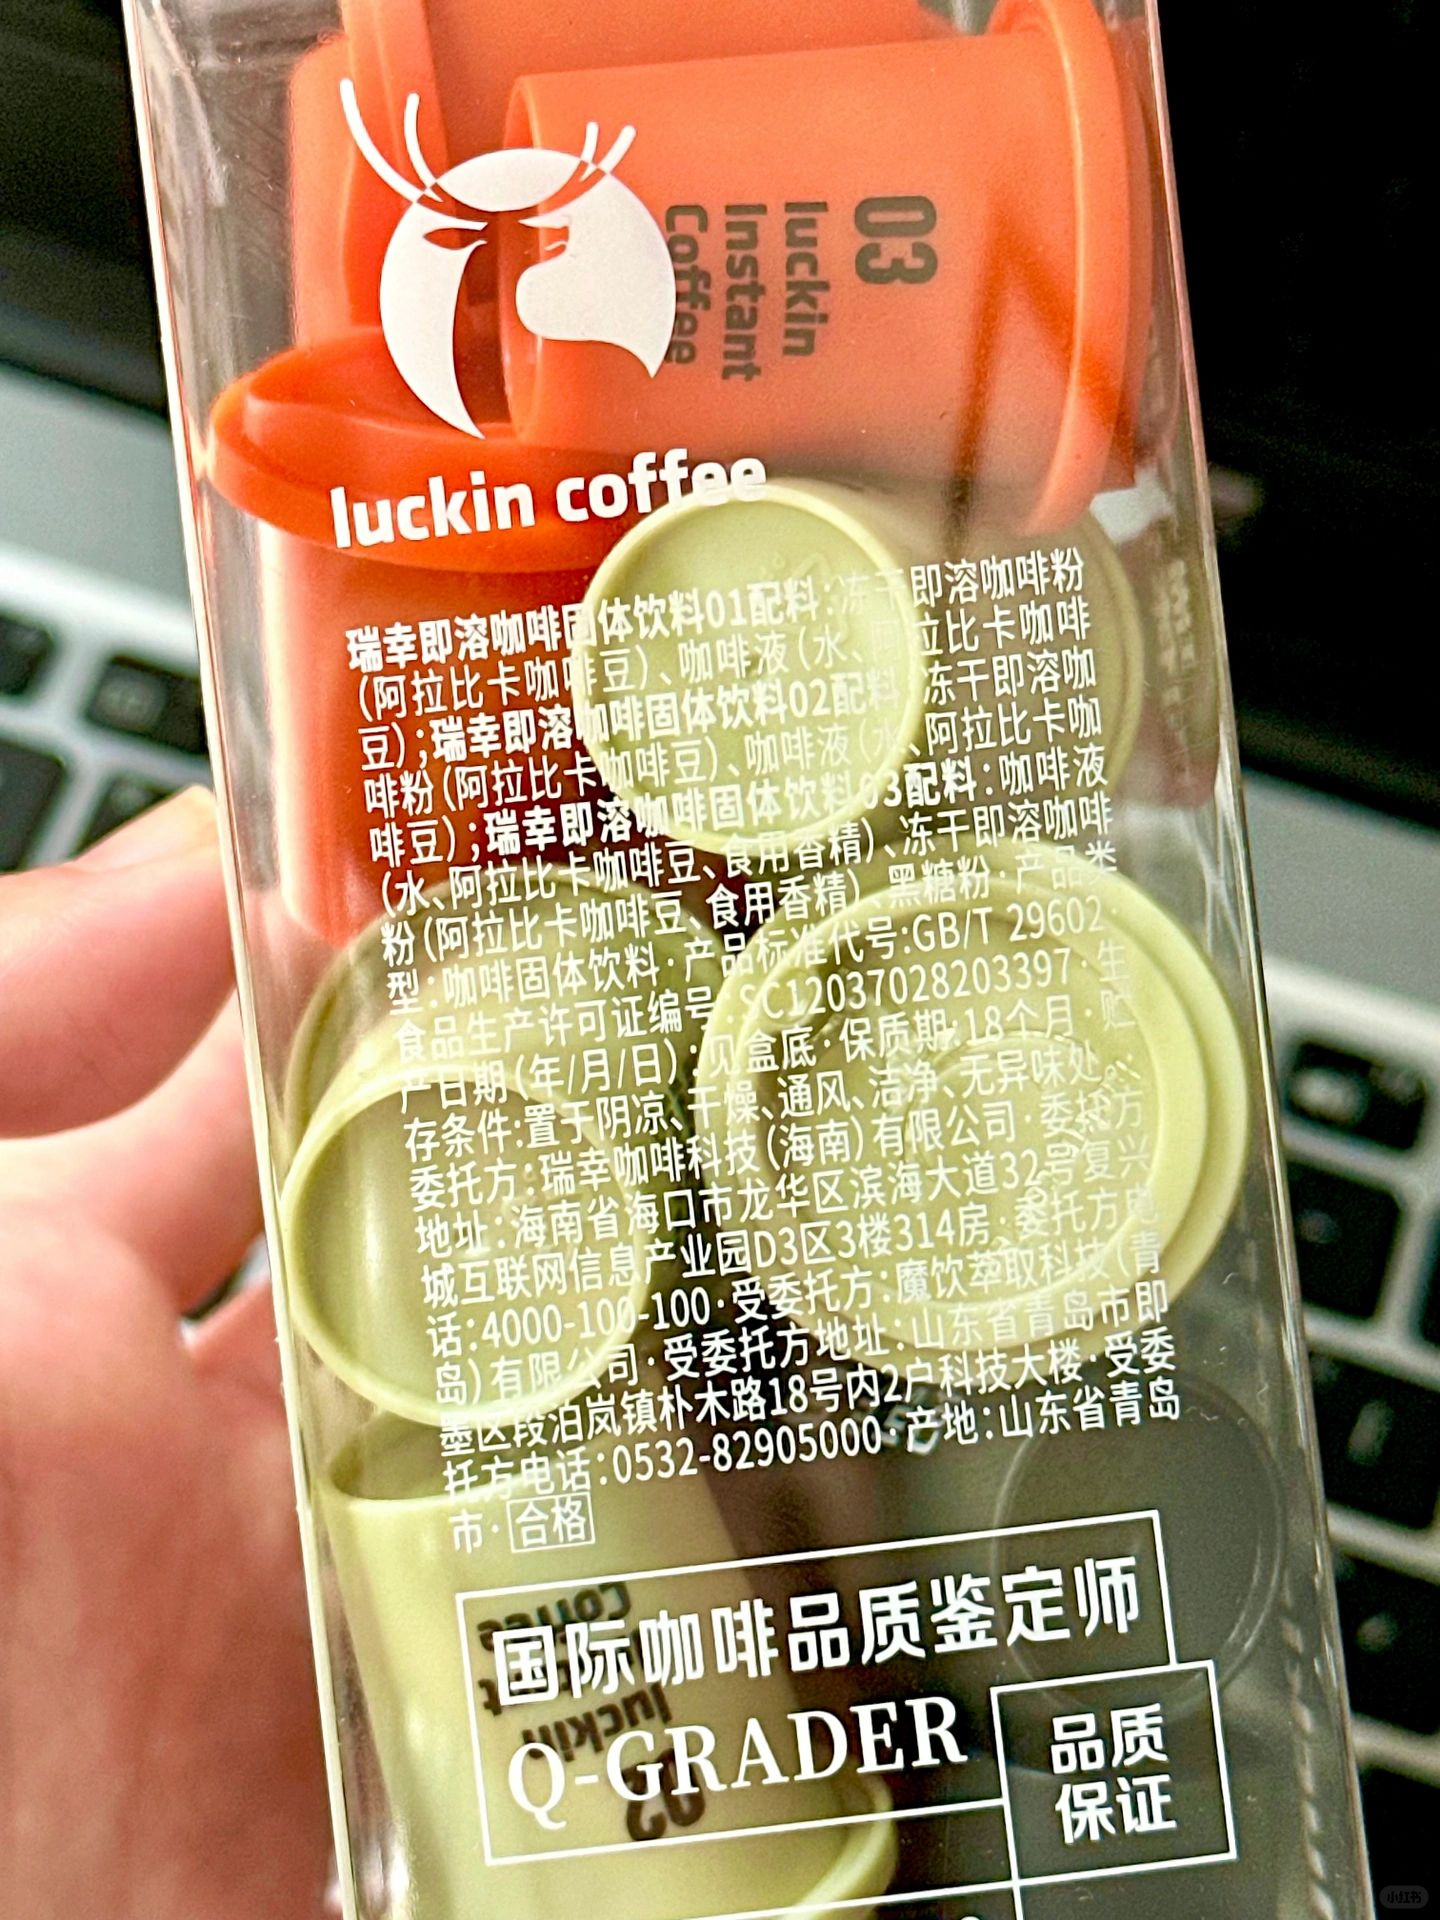 03
luckin
Instant
Coffee
luckin coffee
瑞幸即溶咖啡固体饮料01配料:冻干即溶咖啡粉
(阿拉比卡咖啡豆)、咖啡液(水、阿拉比卡咖啡
豆);瑞幸即溶咖啡固体饮料02配料:冻干即溶咖
啡粉(阿拉比卡咖啡豆)、咖啡液(水、阿拉比卡咖
啡豆);瑞幸即溶咖啡固体饮料03配料:咖啡液
(水、阿拉比卡咖啡豆、食用香精)、冻干即溶咖啡
粉(阿拉比卡咖啡豆、食用香精)、黑糖粉·产品类
型:咖啡固体饮料·产品标准代号:GB/T 29602·
食品生产许可证编号:SC12037028203397·生
产日期(年/月/日):见盒底·保质期:18个月·贮
存条件:置于阴凉、干燥、通风、洁净、无异味处·
委托方:瑞幸咖啡科技(海南)有限公司·委托方
地址:海南省海口市龙华区滨海大道32号复兴
城互联网信息产业园D3区3楼314房·委托方电
话:4000-100-100·受委托方:魔饮萃取科技(青
岛)有限公司·受委托方地址:山东省青岛市即
墨区段泊岚镇朴木路18号内2户科技大楼·受委
托方电话:0532-82905000·产地:山东省青岛
市·合格
国际咖啡品质鉴定师
Q-GRADER
品质
保证
luckin
02
小红书